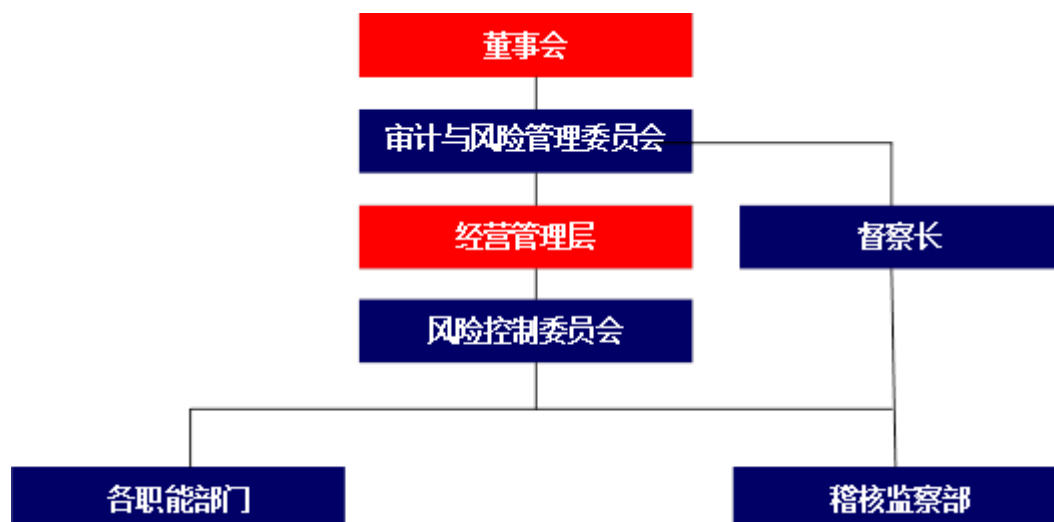 董事会
审计与风险管理委员会
经营管理层
督察长
风险控制委员会
各职能部门
稽核监察部